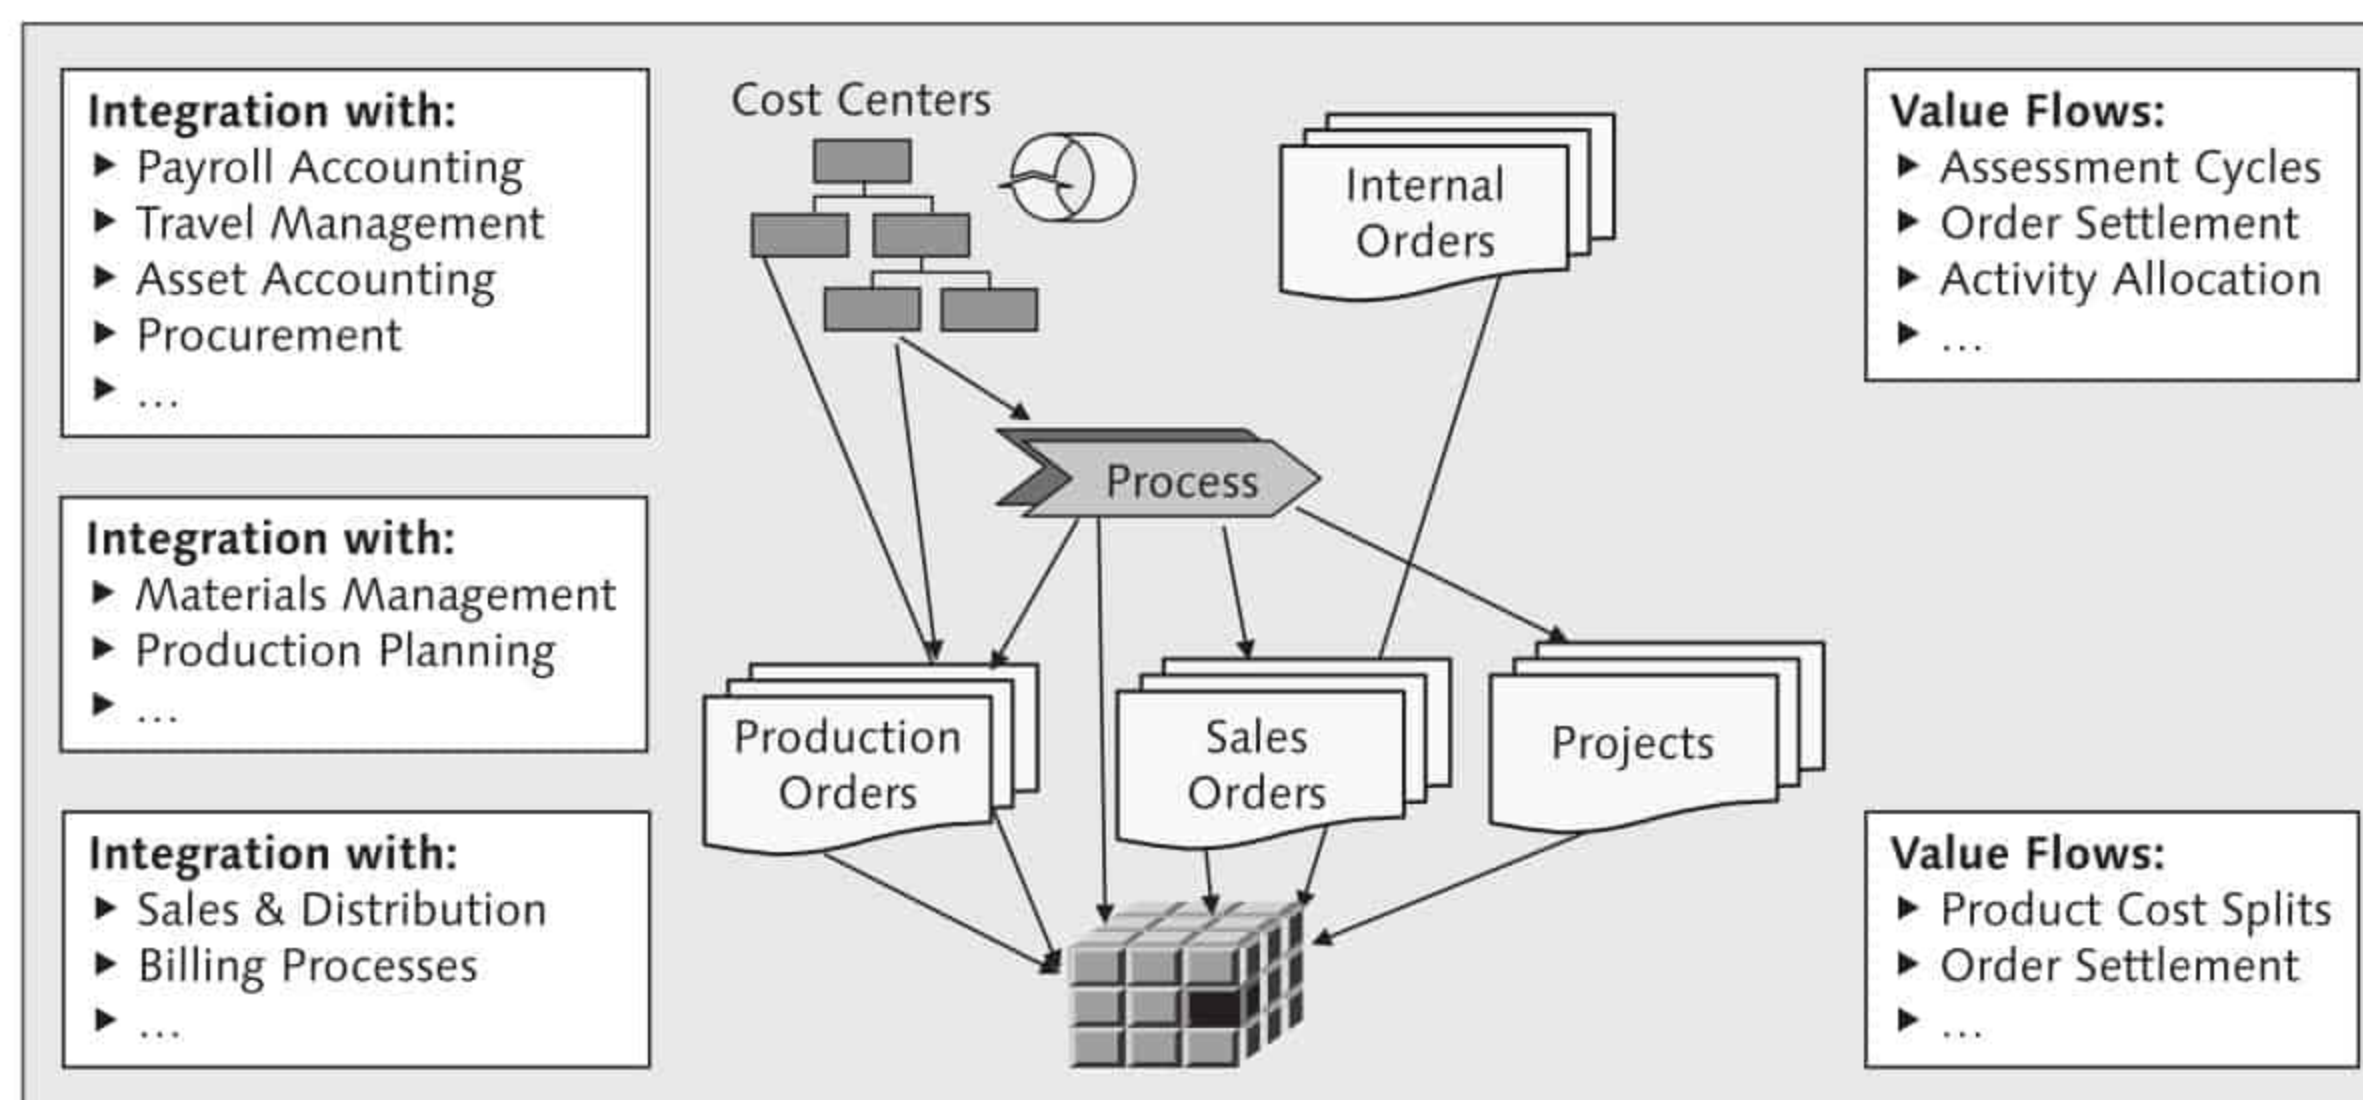 Integration with:
▶ Payroll Accounting
▶ Travel Management
▶ Asset Accounting
▶ Procurement
▶ ...
Cost Centers
Internal
Orders
Value Flows:
▶ Assessment Cycles
▶ Order Settlement
▶ Activity Allocation
▶ ...
Process
Integration with:
▶ Materials Management
▶ Production Planning
▶ ...
Production
Orders
Sales
Orders
Projects
Integration with:
▶ Sales & Distribution
▶ Billing Processes
▶ ...
Value Flows:
▶ Product Cost Splits
▶ Order Settlement
▶ ...